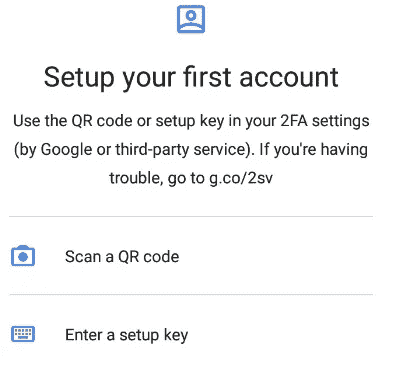 Setup your first account
Use the QR code or setup key in your 2FA settings
(by Google or third-party service). If you're having
trouble, go to g.co/2sv
Scan a QR code
Enter a setup key